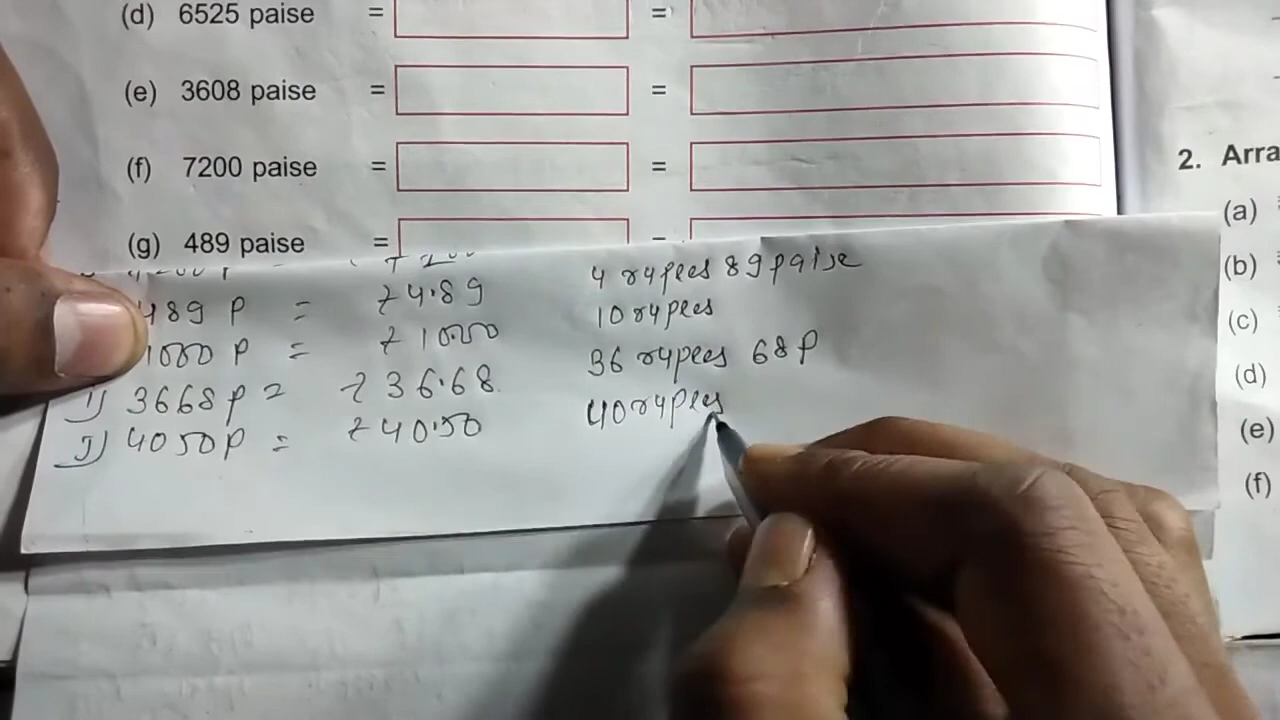 (d) 6525 paise = =
(e) 3608 paise = =
(f) 7200 paise = =
(g) 489 paise =
489 P = ₹4.89 4 rupees 89 paise
1000 P = ₹10.00 10 rupees
I) 3668 P = ₹36.68 36 rupees 68 P
J) 4050 P = ₹40.50 40 rupees
2. Arra
(a)
(b)
(c)
(d)
(e)
(f)